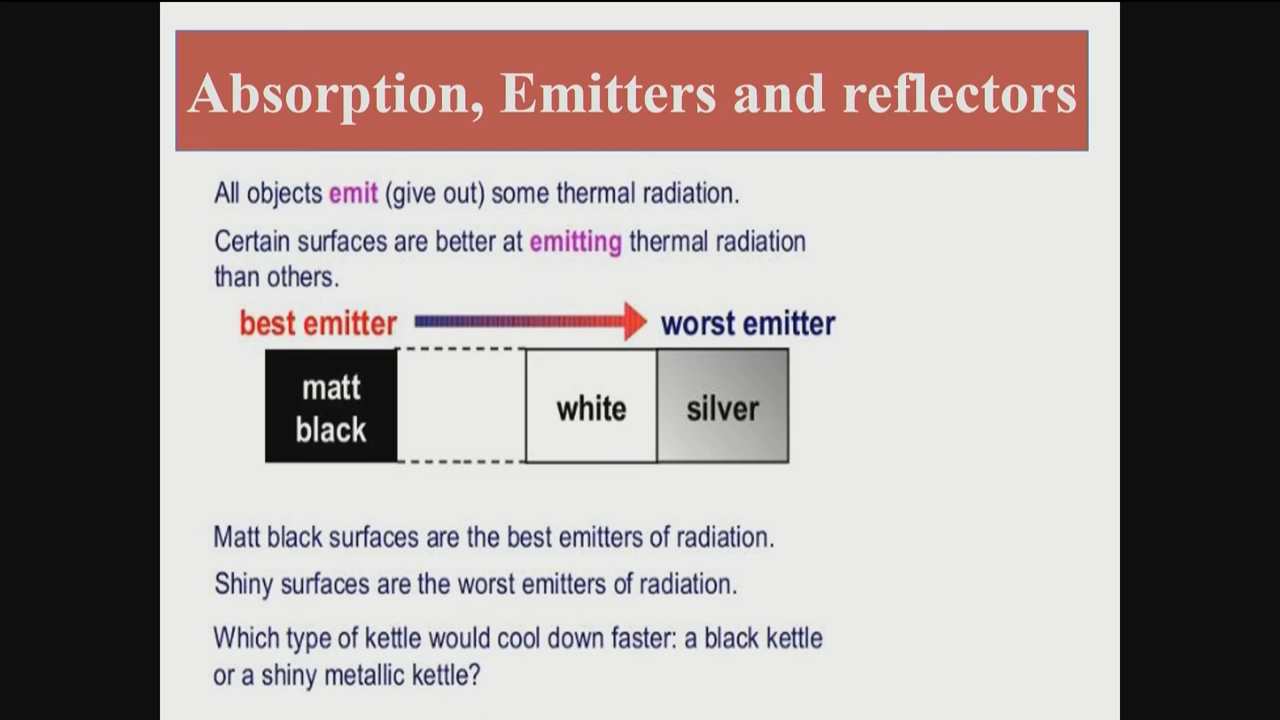 Absorption, Emitters and reflectors
All objects emit (give out) some thermal radiation.
Certain surfaces are better at emitting thermal radiation
than others.
best emitter worst emitter
matt
black
white
silver
Matt black surfaces are the best emitters of radiation.
Shiny surfaces are the worst emitters of radiation.
Which type of kettle would cool down faster: a black kettle
or a shiny metallic kettle?